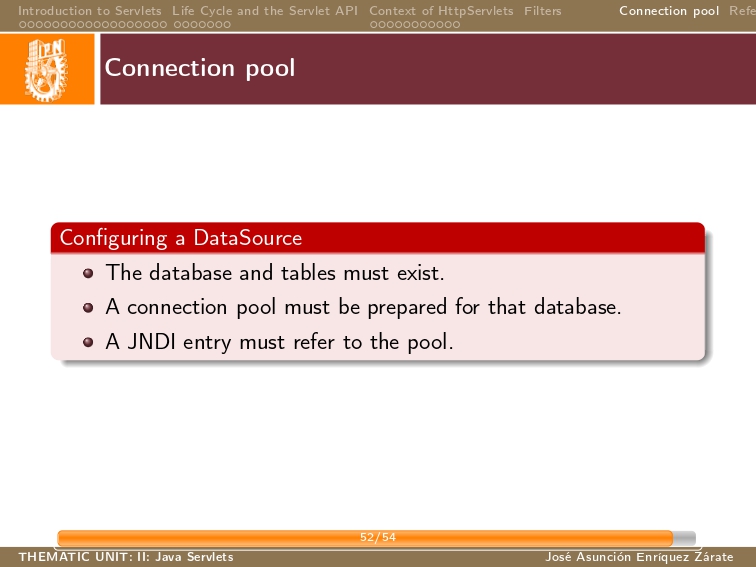 Introduction to Servlets Life Cycle and the Servlet API Context of HttpServlets Filters Connection pool Refe
IPN
Connection pool
Configuring a DataSource
The database and tables must exist.
A connection pool must be prepared for that database.
A JNDI entry must refer to the pool.
52/54
THEMATIC UNIT: II: Java Servlets José Asunción Enríquez Zárate